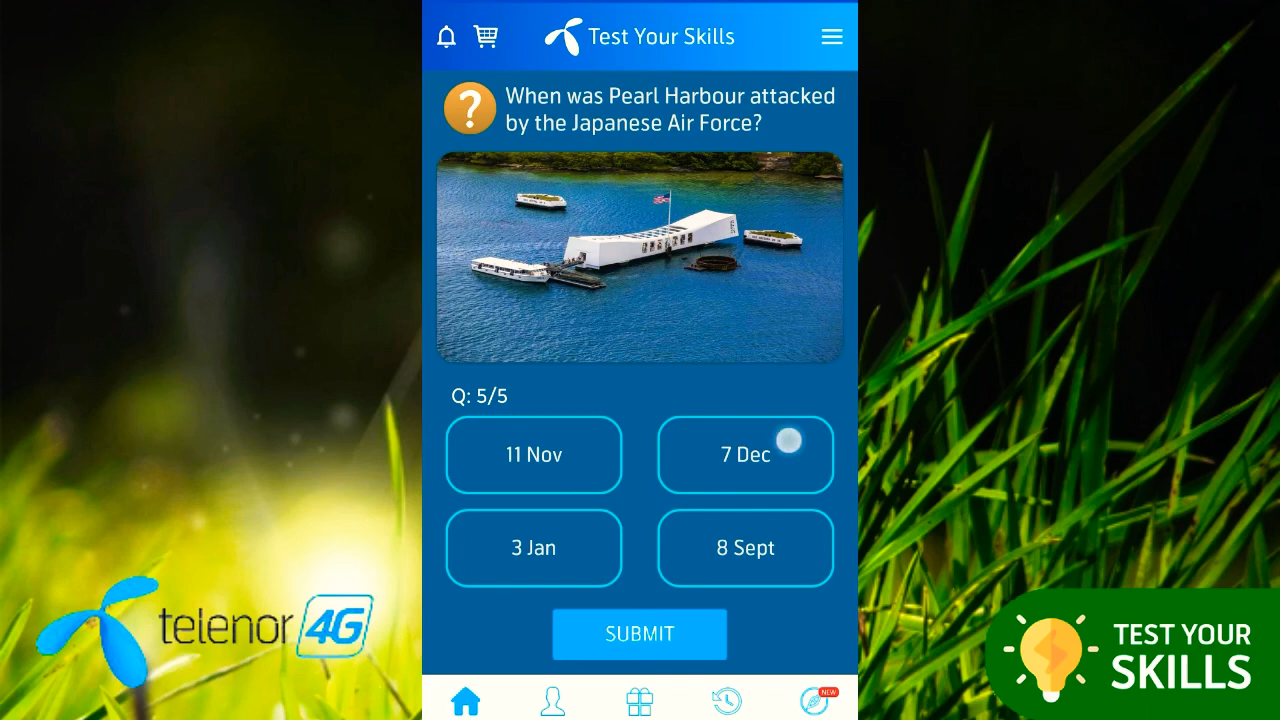 Test Your Skills
?
When was Pearl Harbour attacked
by the Japanese Air Force?
Q: 5/5
11 Nov
7 Dec
3 Jan
8 Sept
SUBMIT
NEW
telenor 4G
TEST YOUR
SKILLS